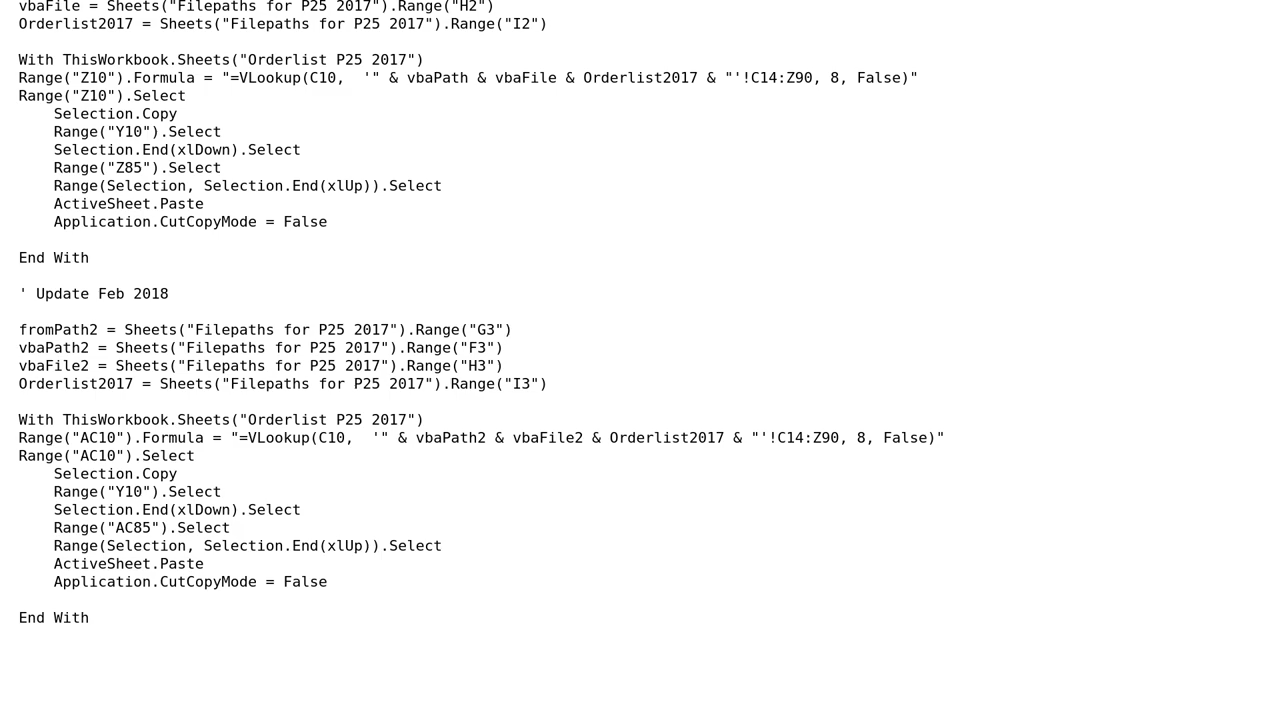 vbaFile = Sheets("Filepaths for P25 2017").Range("H2")
Orderlist2017 = Sheets("Filepaths for P25 2017").Range("I2")

With ThisWorkbook.Sheets("Orderlist P25 2017")
Range("Z10").Formula = "=VLookup(C10,  '" & vbaPath & vbaFile & Orderlist2017 & "'!C14:Z90, 8, False)"
Range("Z10").Select
    Selection.Copy
    Range("Y10").Select
    Selection.End(xlDown).Select
    Range("Z85").Select
    Range(Selection, Selection.End(xlUp)).Select
    ActiveSheet.Paste
    Application.CutCopyMode = False

End With

' Update Feb 2018

fromPath2 = Sheets("Filepaths for P25 2017").Range("G3")
vbaPath2 = Sheets("Filepaths for P25 2017").Range("F3")
vbaFile2 = Sheets("Filepaths for P25 2017").Range("H3")
Orderlist2017 = Sheets("Filepaths for P25 2017").Range("I3")

With ThisWorkbook.Sheets("Orderlist P25 2017")
Range("AC10").Formula = "=VLookup(C10,  '" & vbaPath2 & vbaFile2 & Orderlist2017 & "'!C14:Z90, 8, False)"
Range("AC10").Select
    Selection.Copy
    Range("Y10").Select
    Selection.End(xlDown).Select
    Range("AC85").Select
    Range(Selection, Selection.End(xlUp)).Select
    ActiveSheet.Paste
    Application.CutCopyMode = False

End With